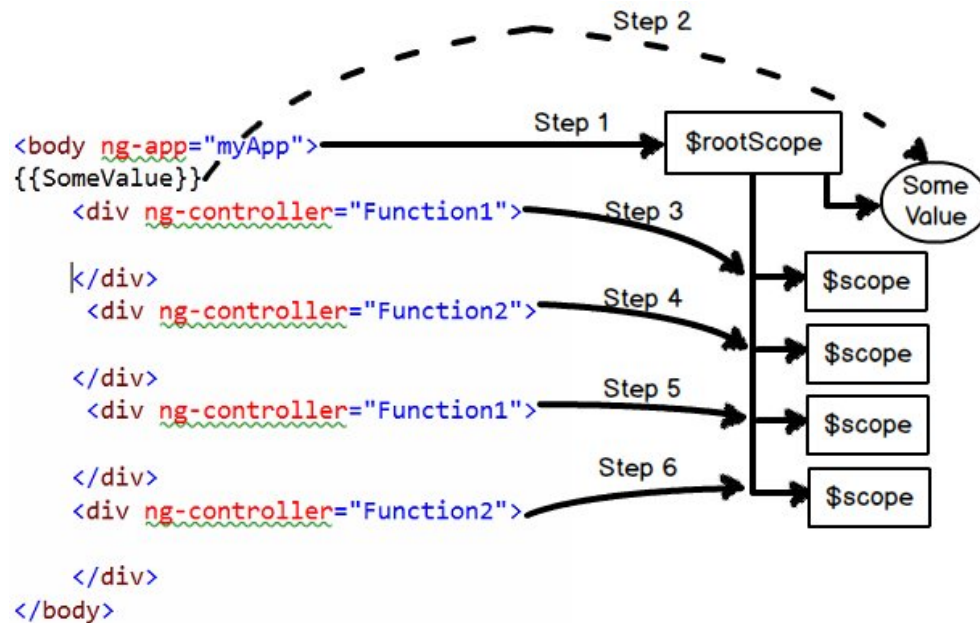 Step 2
Step 1
<body ng-app="myApp">
$rootScope
{{SomeValue}}
Some
Value
<div ng-controller="Function1">
Step 3
</div>
$scope
<div ng-controller="Function2">
Step 4
$scope
</div>
<div ng-controller="Function1">
Step 5
$scope
</div>
Step 6
$scope
<div ng-controller="Function2">
</div>
</body>